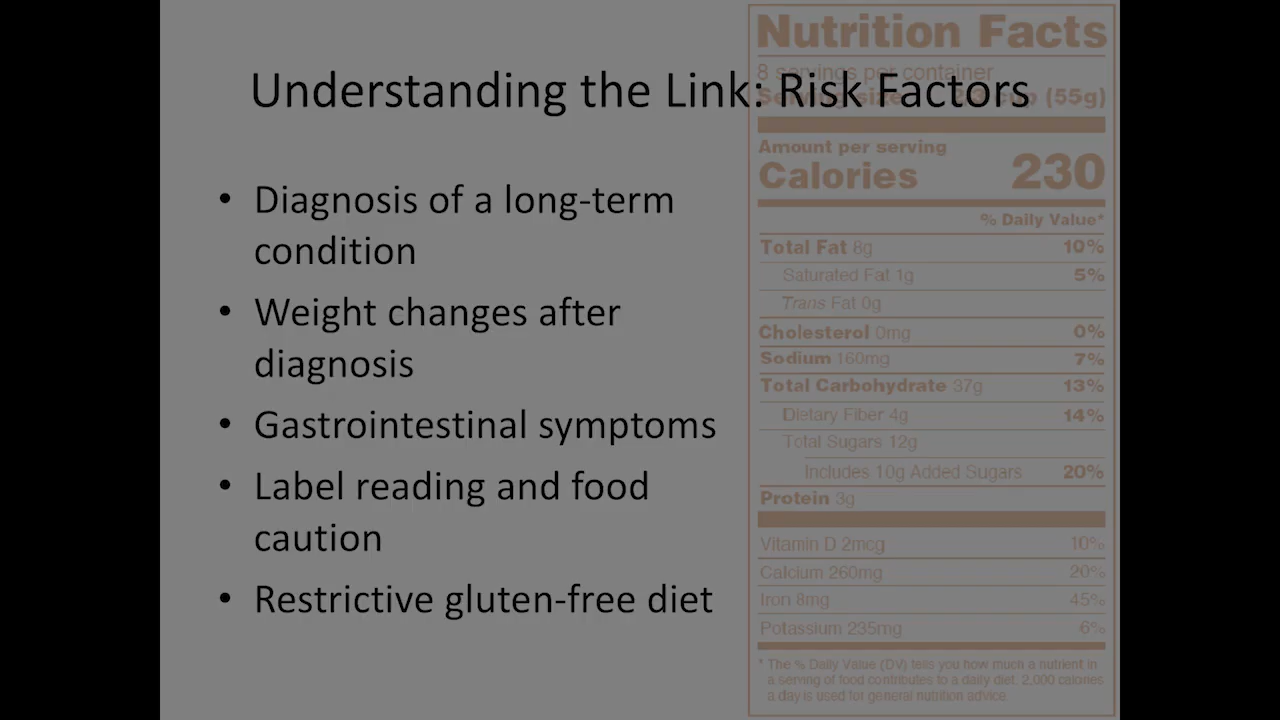 Understanding the Link: Risk Factors
• Diagnosis of a long-term
condition
• Weight changes after
diagnosis
• Gastrointestinal symptoms
• Label reading and food
caution
• Restrictive gluten-free diet
Nutrition Facts
8 servings per container
Serving size cup (55g)
Amount per serving
Calories 230
% Daily Value*
Total Fat 8g 10%
Saturated Fat 1g 5%
Trans Fat 0g
Cholesterol 0mg 0%
Sodium 160mg 7%
Total Carbohydrate 37g 13%
Dietary Fiber 4g 14%
Total Sugars 12g
Includes 10g Added Sugars 20%
Protein 3g
Vitamin D 2mcg 10%
Calcium 260mg 20%
Iron 8mg 45%
Potassium 235mg 6%
* The % Daily Value (DV) tells you how much a nutrient in
a serving of food contributes to a daily diet. 2,000 calories
a day is used for general nutrition advice.